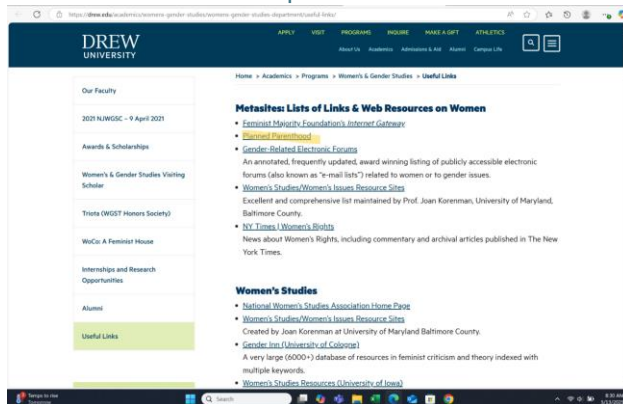 https://drew.edu/academics/womens-gender-studies/womens-gender-studies-department/useful-links/
DREW
UNIVERSITY
APPLY VISIT PROGRAMS INQUIRE MAKE A GIFT ATHLETICS
About Us Academics Admissions & Aid Alumni Campus Life
Home > Academics > Programs > Women's & Gender Studies > Useful Links
Our Faculty
2021 NJWGSC – 9 April 2021
Awards & Scholarships
Women's & Gender Studies Visiting
Scholar
Triota (WGST Honors Society)
WoCo: A Feminist House
Internships and Research
Opportunities
Alumni
Useful Links
Metasites: Lists of Links & Web Resources on Women
• Feminist Majority Foundation's Internet Gateway
• Planned Parenthood
• Gender-Related Electronic Forums
An annotated, frequently updated, award winning listing of publicly accessible electronic
forums (also known as "e-mail lists") related to women or to gender issues.
• Women's Studies/Women's Issues Resource Sites
Excellent and comprehensive list maintained by Prof. Joan Korenman, University of Maryland,
Baltimore County.
• NY Times | Women's Rights
News about Women's Rights, including commentary and archival articles published in The New
York Times.
Women's Studies
• National Women's Studies Association Home Page
• Women's Studies/Women's Issues Resource Sites
Created by Joan Korenman at University of Maryland Baltimore County.
• Gender Inn (University of Cologne)
A very large (6000+) database of resources in feminist criticism and theory indexed with
multiple keywords.
• Women's Studies Resources (University of Iowa)
Temps to rise
Tomorrow
Search
8:30 AM